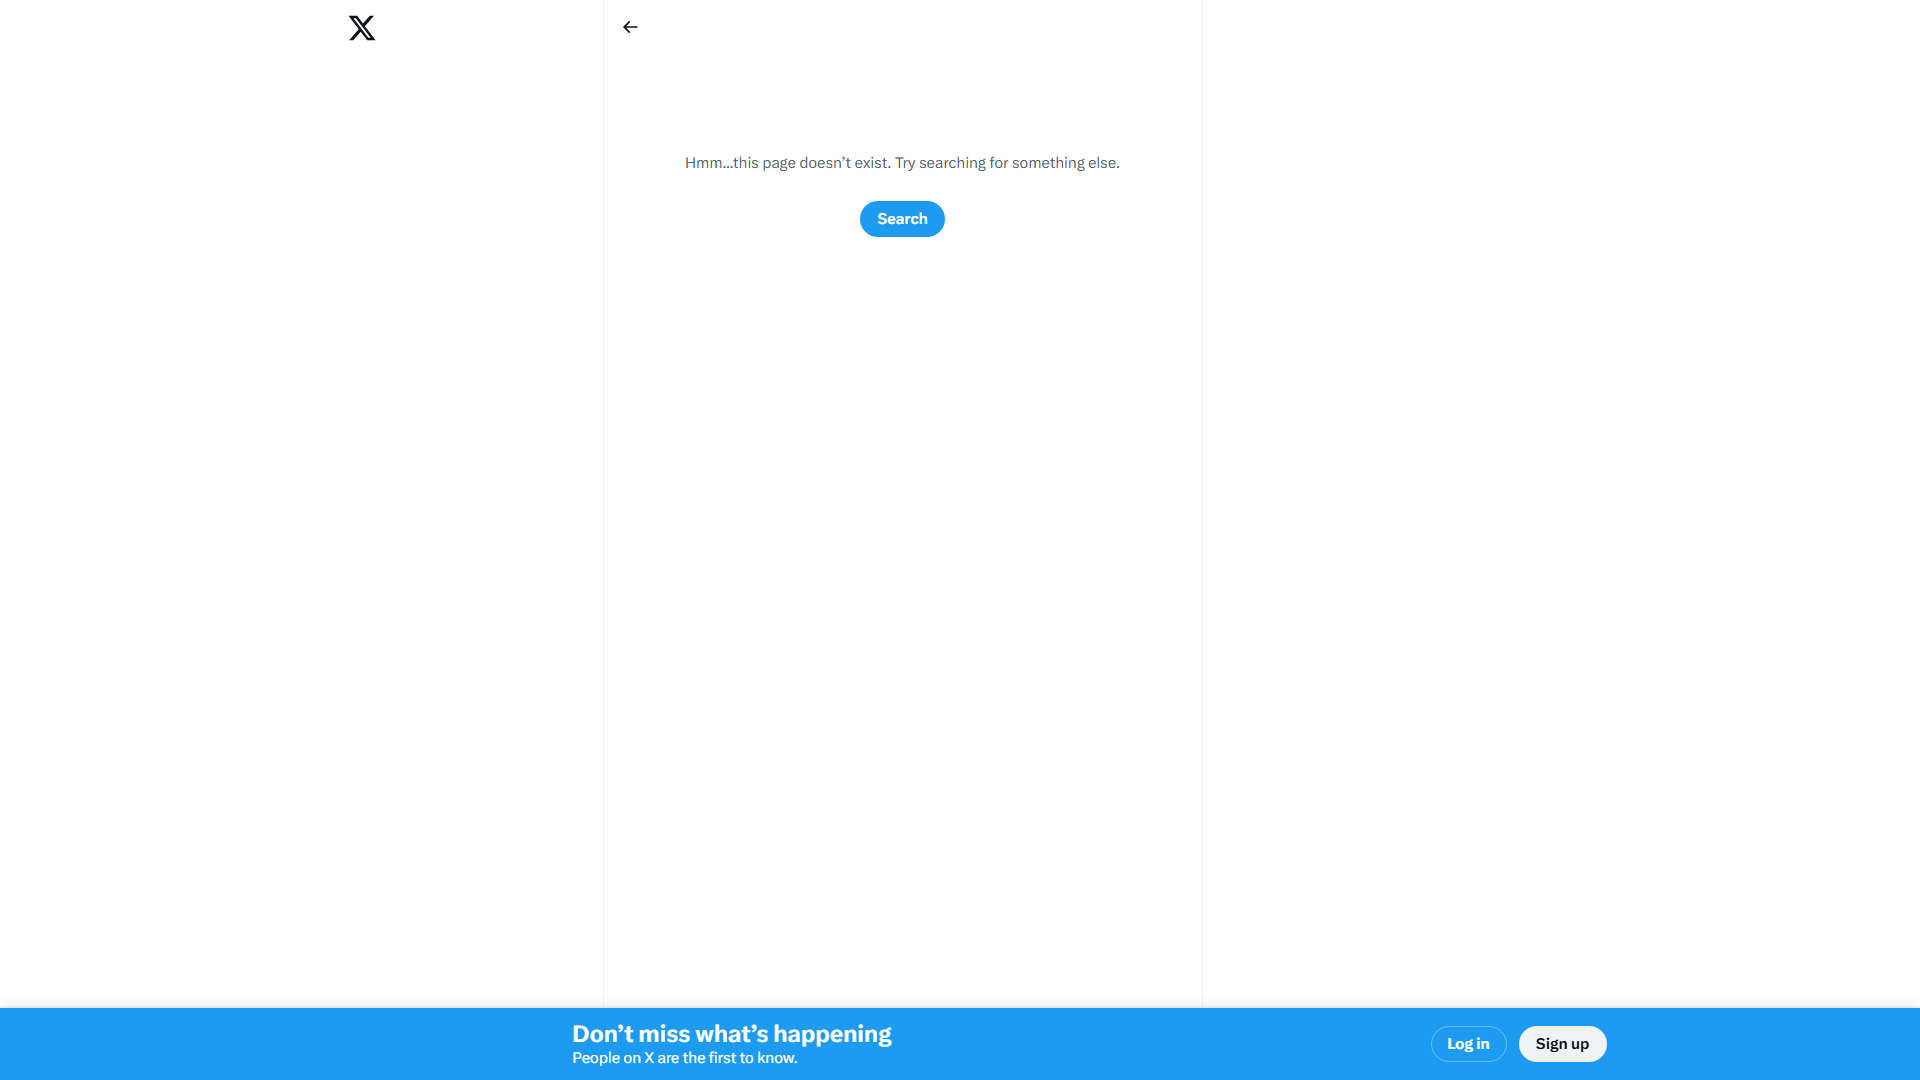 Hmm...this page doesn’t exist. Try searching for something else.
Search
Don’t miss what’s happening
People on X are the first to know.
Log in
Sign up